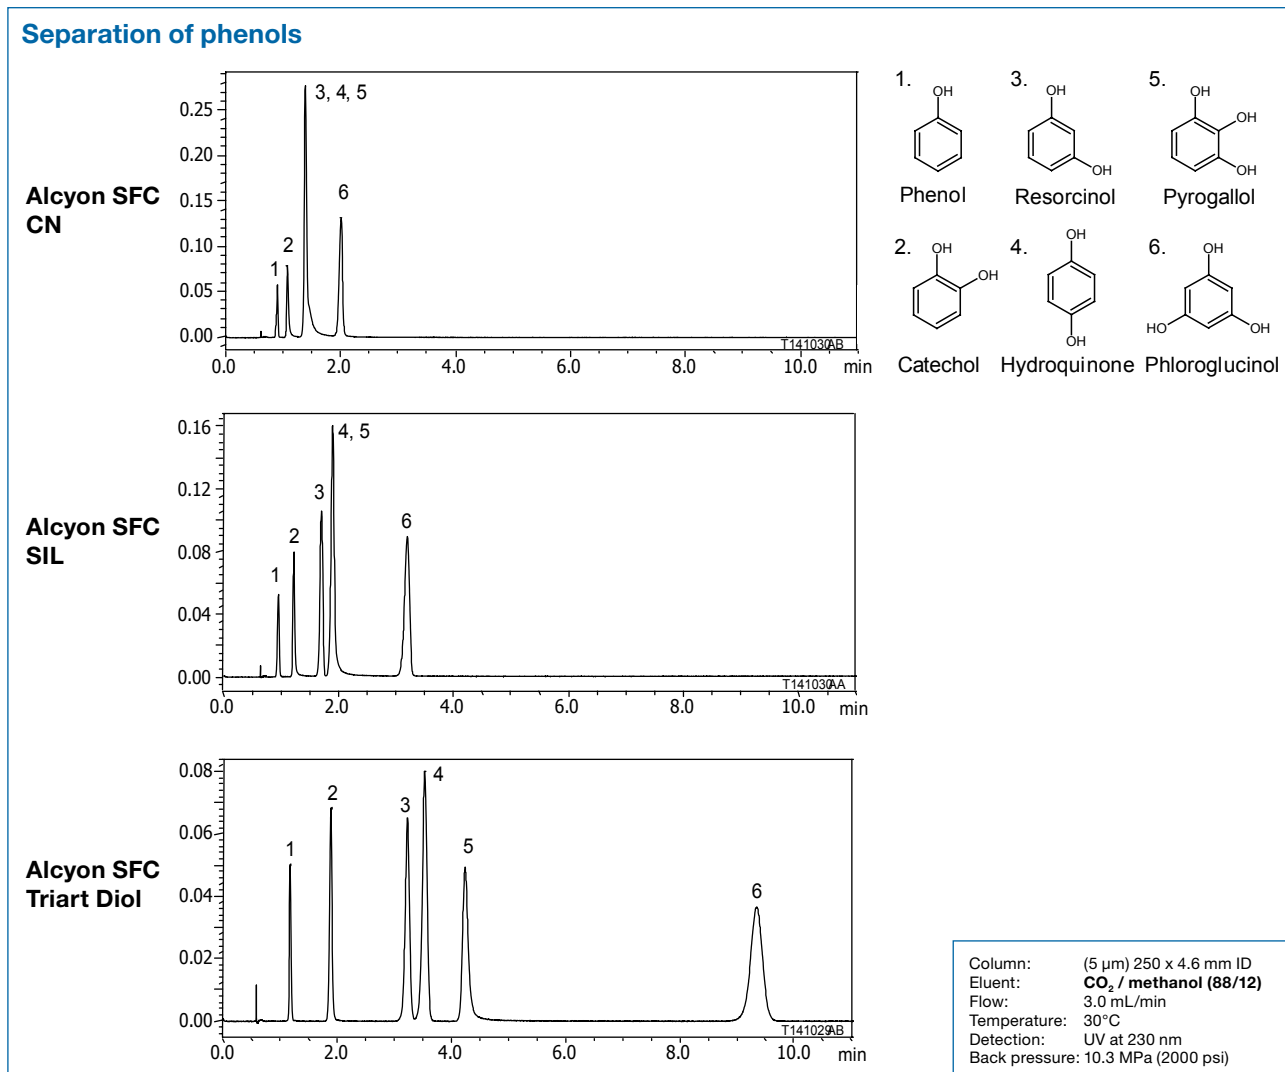 Separation of phenols
Alcyon SFC
CN
0.25
0.20
0.15
0.10
0.05
0.00
1
2
3, 4, 5
6
T141030AB
0.0
2.0
4.0
6.0
8.0
10.0
min
1.
OH
Phenol
3.
OH
OH
Resorcinol
5.
OH
OH
OH
Pyrogallol
2.
OH
OH
Catechol
4.
OH
OH
Hydroquinone
6.
OH
HO
OH
Phloroglucinol
Alcyon SFC
SIL
0.16
0.12
0.08
0.04
0.00
1
2
3
4, 5
6
T141030AA
0.0
2.0
4.0
6.0
8.0
10.0
min
Alcyon SFC
Triart Diol
0.08
0.06
0.04
0.02
0.00
1
2
3
4
5
6
T141029AB
0.0
2.0
4.0
6.0
8.0
10.0
min
Column: (5 µm) 250 x 4.6 mm ID
Eluent: CO₂ / methanol (88/12)
Flow: 3.0 mL/min
Temperature: 30°C
Detection: UV at 230 nm
Back pressure: 10.3 MPa (2000 psi)